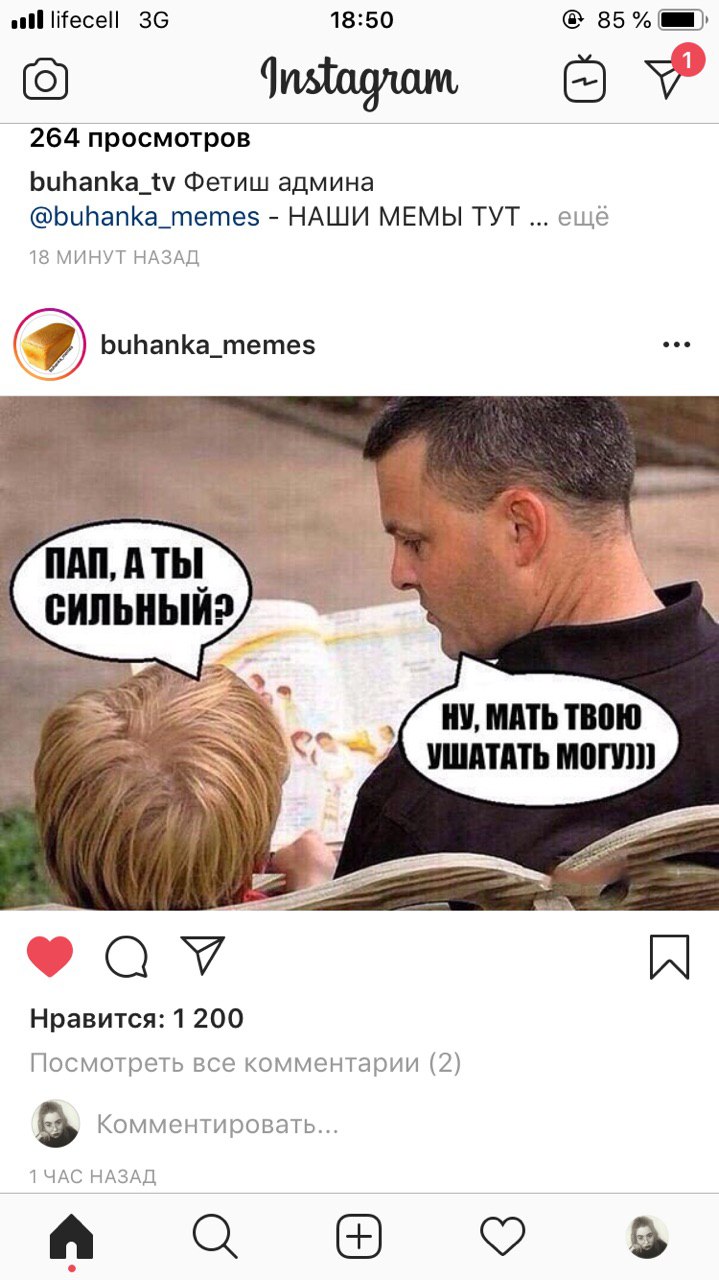 lifecell 3G 18:50 85 %
Instagram 1
264 просмотров
buhanka_tv Фетиш админа
@buhanka_memes - НАШИ МЕМЫ ТУТ ... ещё
18 МИНУТ НАЗАД
buhanka_memes
ПАП, А ТЫ
СИЛЬНЫЙ?
НУ, МАТЬ ТВОЮ
УШАТАТЬ МОГУ)))
Нравится: 1 200
Посмотреть все комментарии (2)
Комментировать...
1 ЧАС НАЗАД